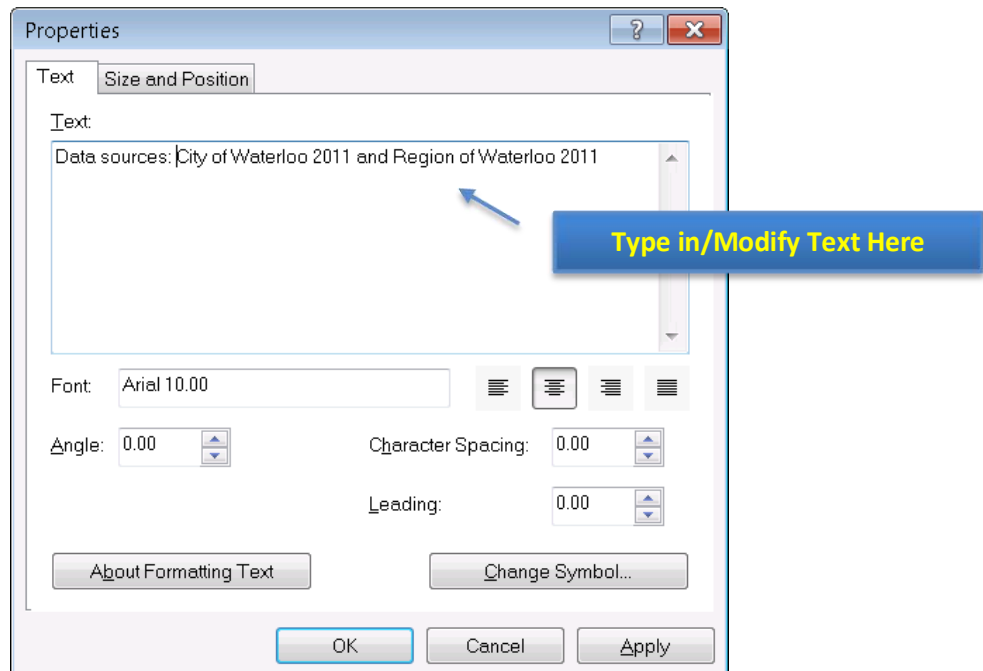 Properties
Text Size and Position
Text:
Data sources: City of Waterloo 2011 and Region of Waterloo 2011
Type in/Modify Text Here
Font: Arial 10.00
Angle: 0.00 Character Spacing: 0.00
Leading: 0.00
About Formatting Text Change Symbol...
OK Cancel Apply